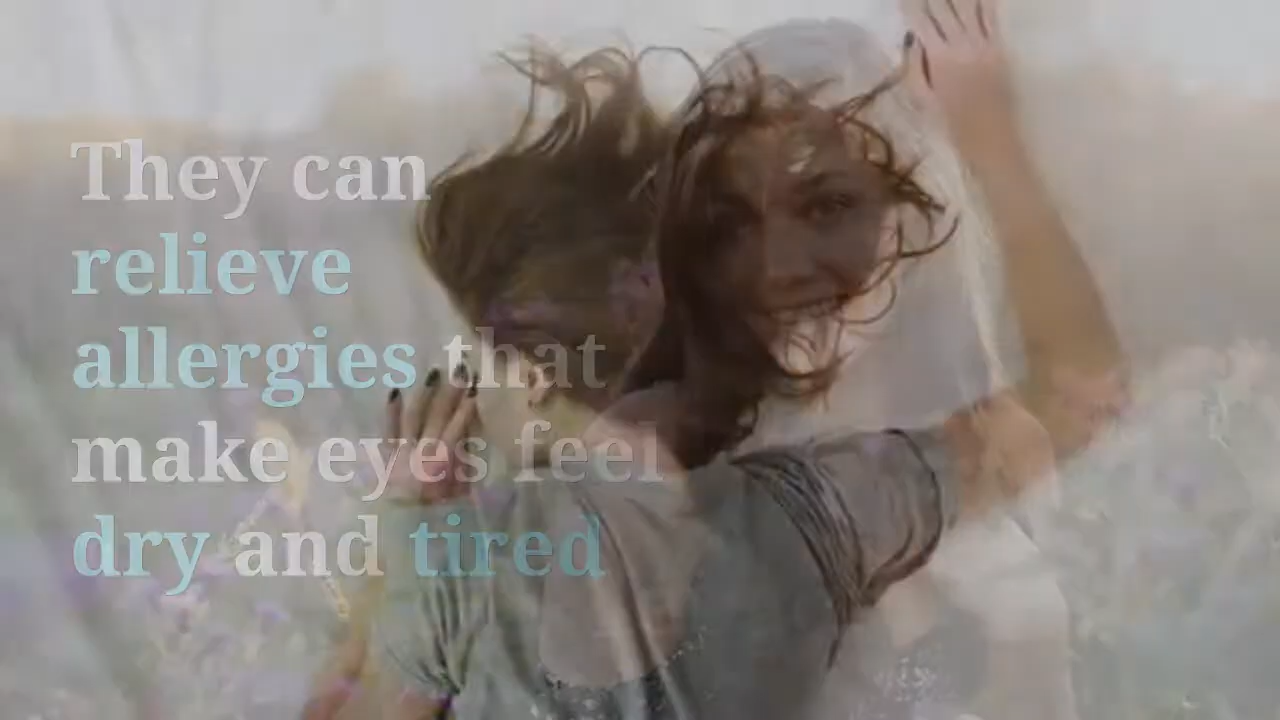 They can
relieve
allergies that
make eyes feel
dry and tired